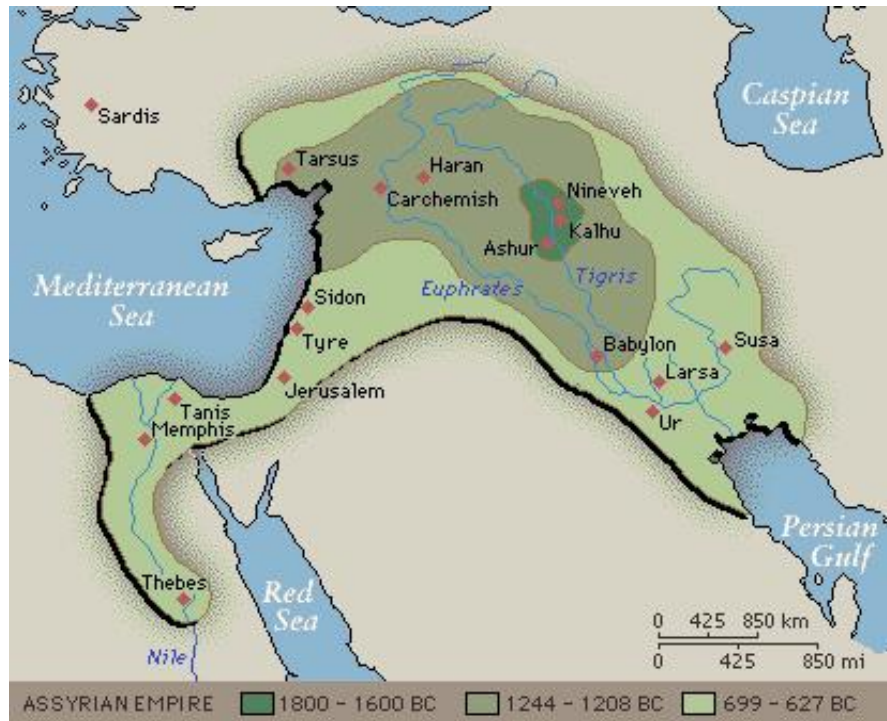 Caspian
Sea
Sardis
Tarsus
Haran
Carchemish
Nineveh
Kalhu
Ashur
Tigris
Euphrates
Mediterranean
Sea
Sidon
Tyre
Jerusalem
Babylon
Susa
Larsa
Ur
Tanis
Memphis
Persian
Gulf
Thebes
Red
Sea
Nile
0 425 850 km
0 425 850 mi
ASSYRIAN EMPIRE 1800 - 1600 BC 1244 - 1208 BC 699 - 627 BC